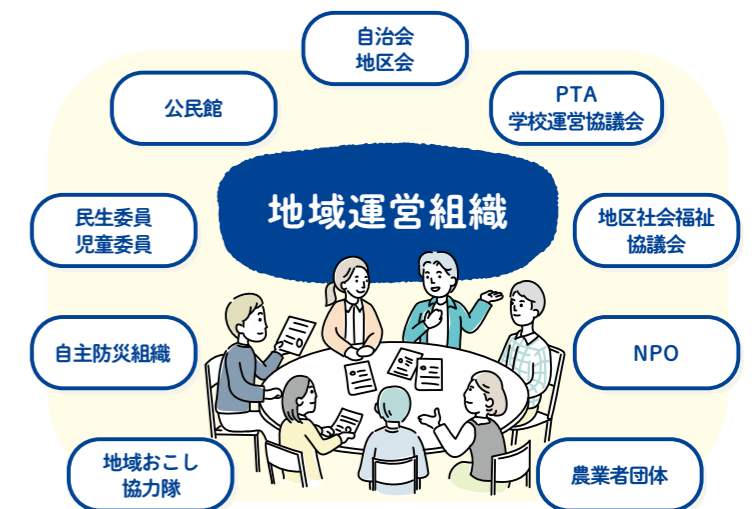 自治会
地区会
公民館
PTA
学校運営協議会
地域運営組織
民生委員
児童委員
地区社会福祉
協議会
自主防災組織
NPO
地域おこし
協力隊
農業者団体